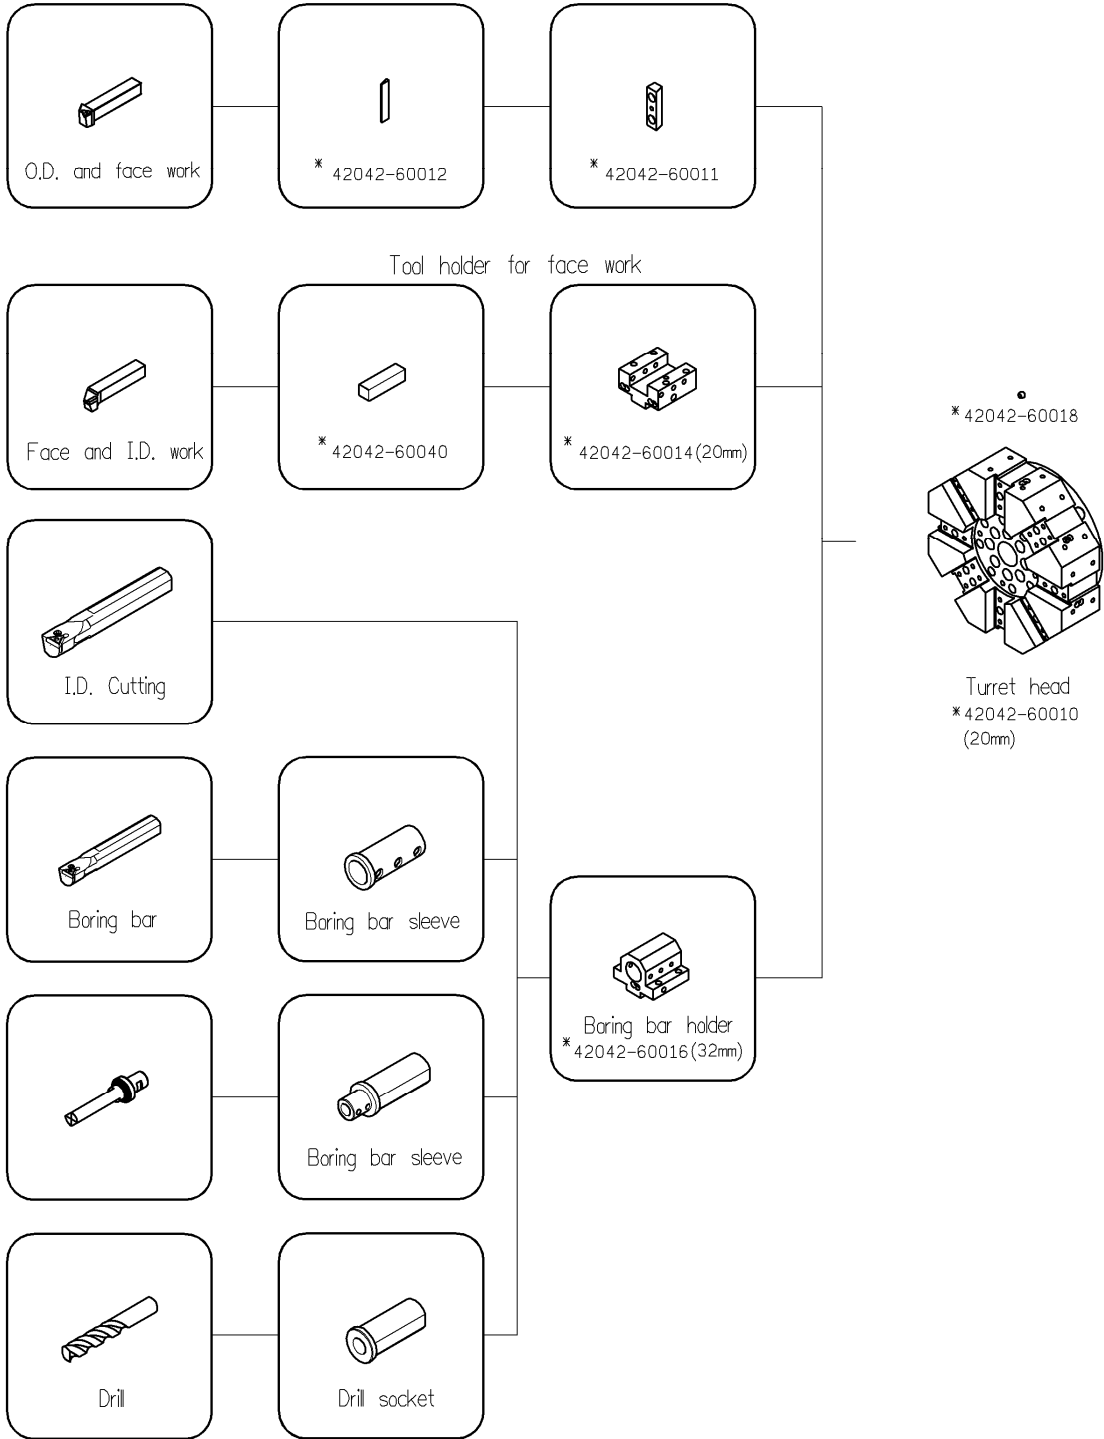 O.D. and face work
* 42042-60012
* 42042-60011
Tool holder for face work
Face and I.D. work
* 42042-60040
* 42042-60014(20mm)
* 42042-60018
I.D. Cutting
Turret head
* 42042-60010
(20mm)
Boring bar
Boring bar sleeve
Boring bar holder
* 42042-60016(32mm)
Boring bar sleeve
Drill
Drill socket